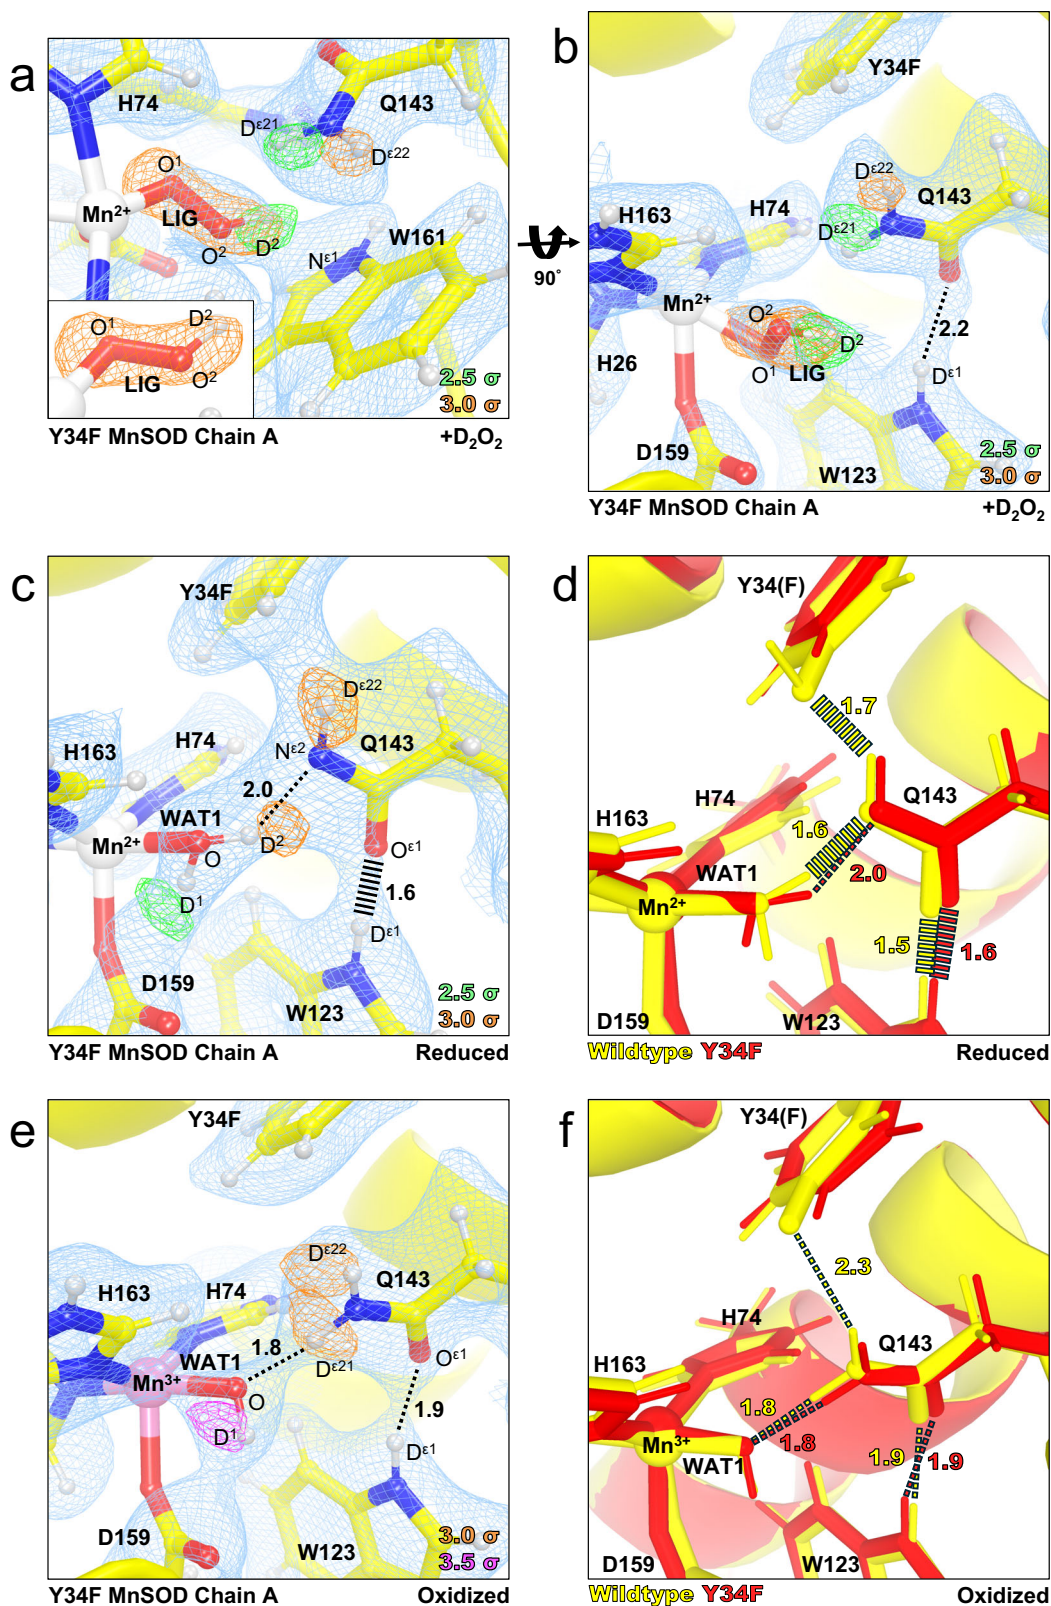 a
H74
Q143
Dε21
Dε22
O1
Mn2+
LIG
O2
D2
Nε1
W161
O1
D2
LIG
O2
2.5 σ
3.0 σ
Y34F MnSOD Chain A
+D2O2
90°
b
Y34F
Dε22
Q143
H163
H74
Dε21
Mn2+
O2
D2
2.2
O1
LIG
H26
Dε1
D159
W123
2.5 σ
3.0 σ
Y34F MnSOD Chain A
+D2O2
c
Y34F
Dε22
H74
Nε2
Q143
H163
2.0
WAT1
Mn2+
D2
O
Oε1
1.6
D1
Dε1
D159
W123
2.5 σ
3.0 σ
Y34F MnSOD Chain A
Reduced
d
Y34(F)
1.7
H74
Q143
H163
1.6
WAT1
2.0
Mn2+
1.5
1.6
W123
D159
Wildtype Y34F
Reduced
e
Y34F
Dε22
H163
H74
Q143
WAT1
1.8
Mn3+
Dε21
Oε1
O
D1
1.9
Dε1
D159
W123
3.0 σ
3.5 σ
Y34F MnSOD Chain A
Oxidized
f
Y34(F)
2.3
H74
Q143
H163
1.8
Mn3+
1.8
WAT1
1.9
1.9
D159
W123
Wildtype Y34F
Oxidized